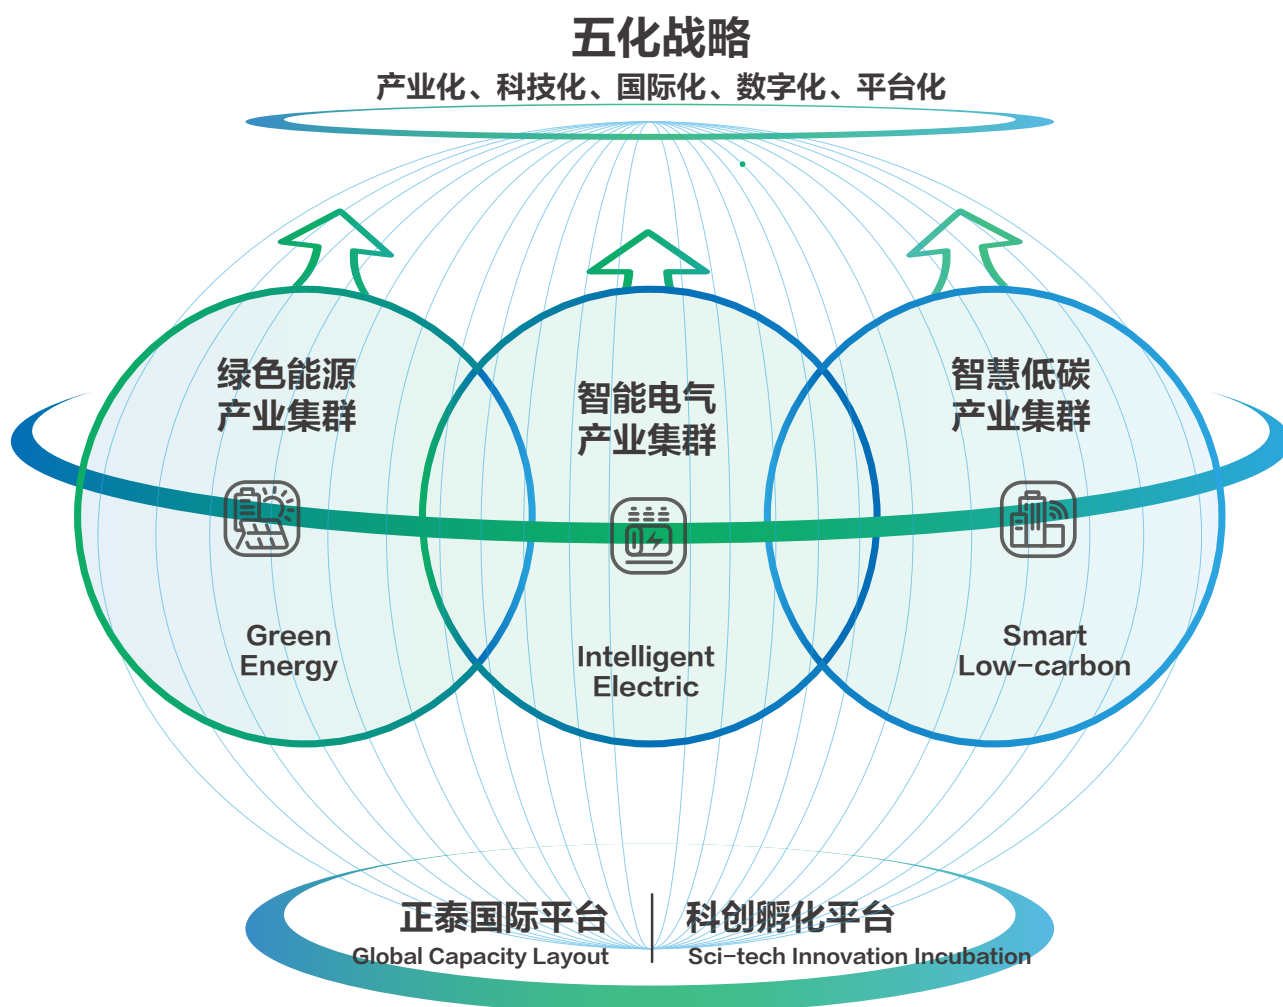 五化战略
产业化、科技化、国际化、数字化、平台化
绿色能源
产业集群
智能电气
产业集群
智慧低碳
产业集群
Green
Energy
Intelligent
Electric
Smart
Low-carbon
正泰国际平台
Global Capacity Layout
科创孵化平台
Sci-tech Innovation Incubation